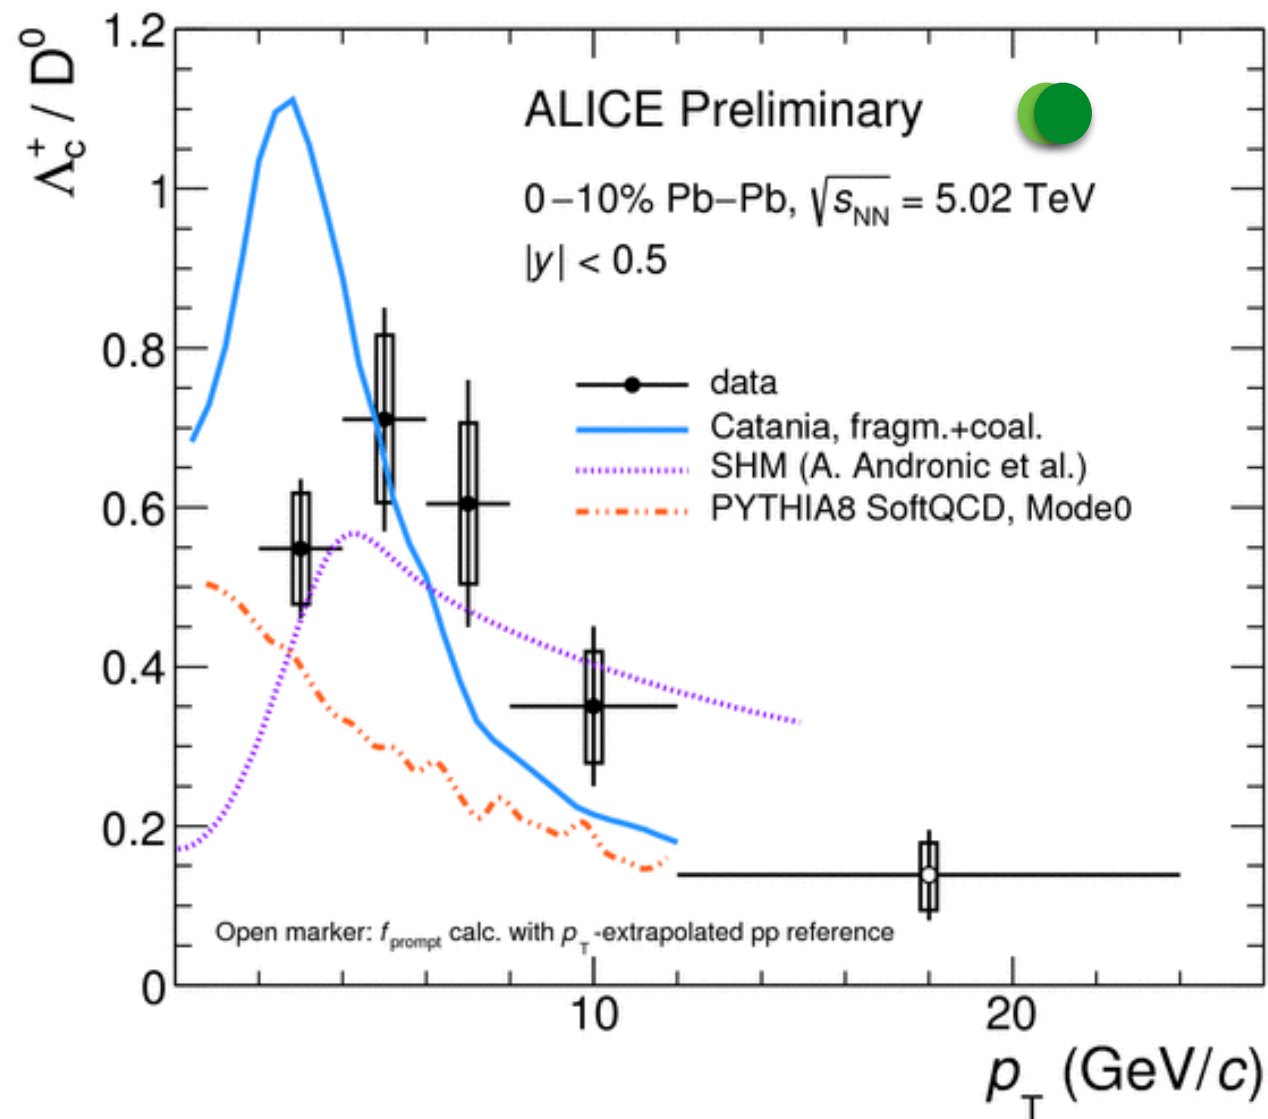 Λc+ / D0
1.2
1
0.8
0.6
0.4
0.2
0
ALICE Preliminary
0−10% Pb−Pb, √sNN = 5.02 TeV
|y| < 0.5
data
Catania, fragm.+coal.
SHM (A. Andronic et al.)
PYTHIA8 SoftQCD, Mode0
Open marker: fprompt calc. with pT-extrapolated pp reference
10
20
pT (GeV/c)